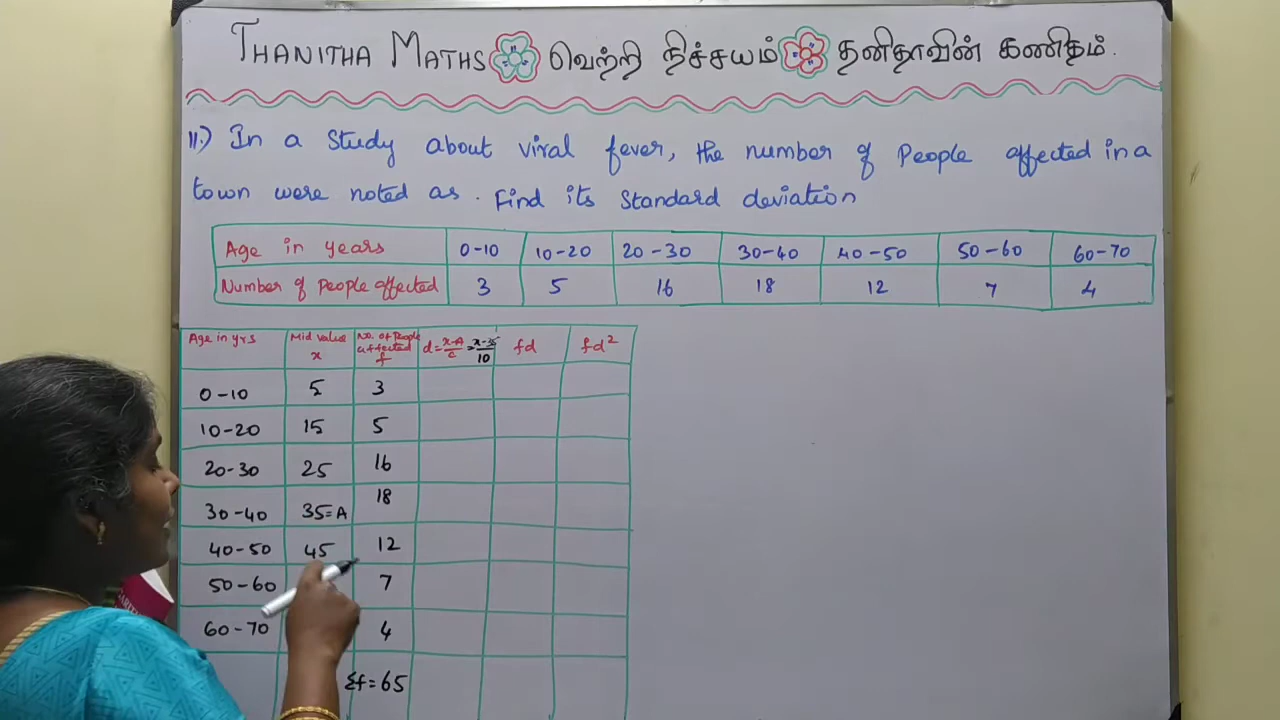 THANITHA MATHS வெற்றி நிச்சயம் தனிதாவின் கணிதம்.
11.) In a study about viral fever, the number of people affected in a
town were noted as . Find its standard deviation
Age in years 0-10 10-20 20-30 30-40 40-50 50-60 60-70
Number of people affected 3 5 16 18 12 7 4
Age in yrs Mid value x No. of People affected f d = x-A/c = x-35/10 fd fd²
0-10 5 3
10-20 15 5
20-30 25 16
30-40 35=A 18
40-50 45 12
50-60 7
60-70 4
Σf=65